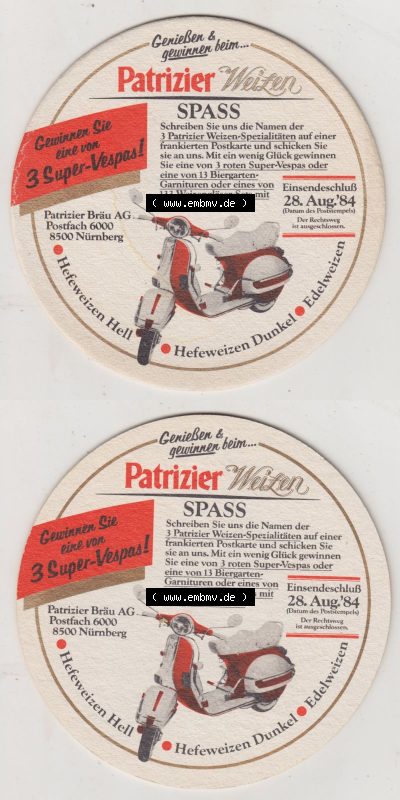 Genießen &
gewinnen beim...
Patrizier Weizen
SPASS
Gewinnen Sie
eine von
3 Super-Vespas!
Schreiben Sie uns die Namen der
3 Patrizier Weizen-Spezialitäten auf einer
frankierten Postkarte und schicken Sie
sie an uns. Mit ein wenig Glück gewinnen
Sie eine von 3 roten Super-Vespas oder
eine von 13 Biergarten-
Garnituren oder eines von
mit
( www.embmv.de )
Patrizier Bräu AG
Postfach 6000
8500 Nürnberg
Einsendeschluß
28. Aug.'84
(Datum des Poststempels)
Der Rechtsweg
ist ausgeschlossen.
Hefeweizen Hell • Hefeweizen Dunkel • Edelweizen
Genießen &
gewinnen beim...
Patrizier Weizen
SPASS
Gewinnen Sie
eine von
3 Super-Vespas!
Schreiben Sie uns die Namen der
3 Patrizier Weizen-Spezialitäten auf einer
frankierten Postkarte und schicken Sie
sie an uns. Mit ein wenig Glück gewinnen
Sie eine von 3 roten Super-Vespas oder
eine von 13 Biergarten-
Garnituren oder eines von
mit
( www.embmv.de )
Patrizier Bräu AG
Postfach 6000
8500 Nürnberg
Einsendeschluß
28. Aug.'84
(Datum des Poststempels)
Der Rechtsweg
ist ausgeschlossen.
Hefeweizen Hell • Hefeweizen Dunkel • Edelweizen